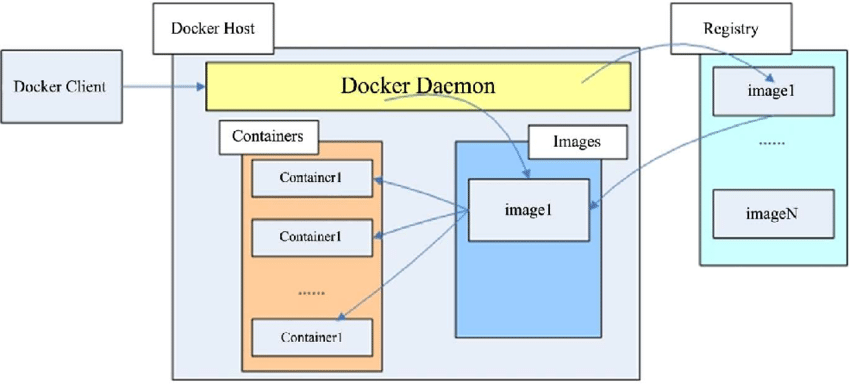 Docker Host
Registry
Docker Client
Docker Daemon
image1
Containers
Images
......
Container1
image1
imageN
Container1
......
Container1